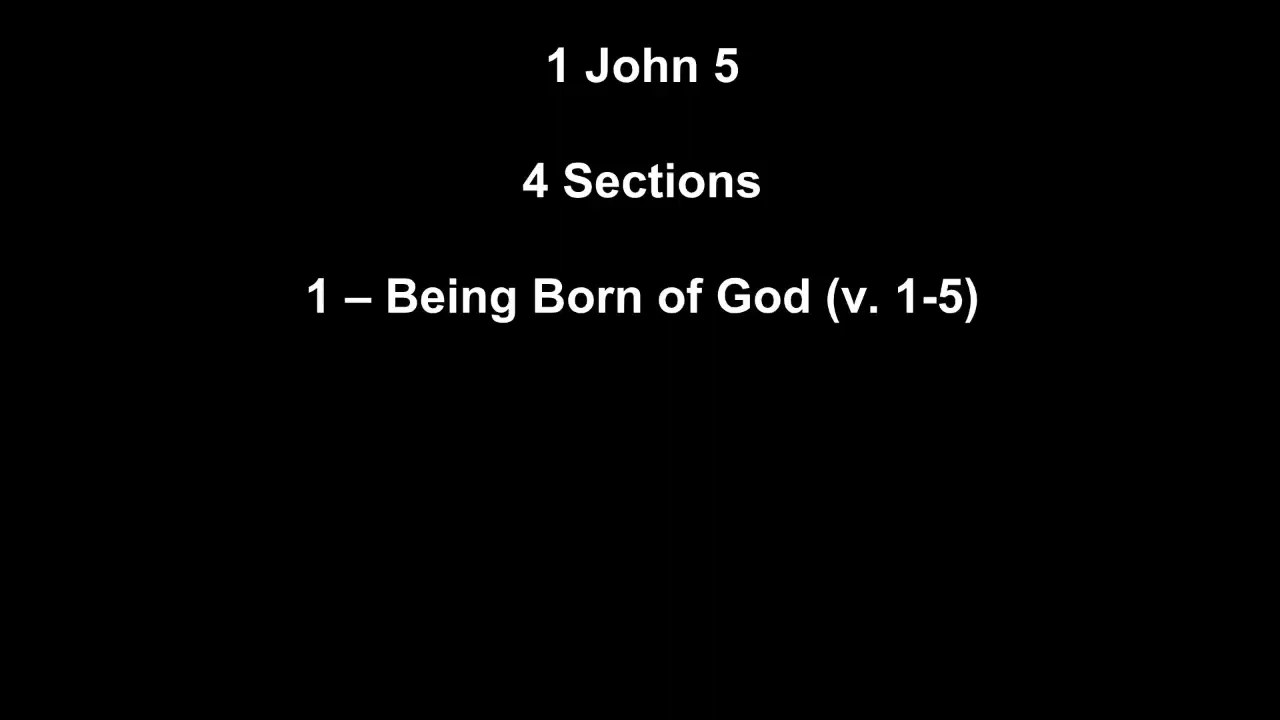 1 John 5
4 Sections
1 – Being Born of God (v. 1-5)